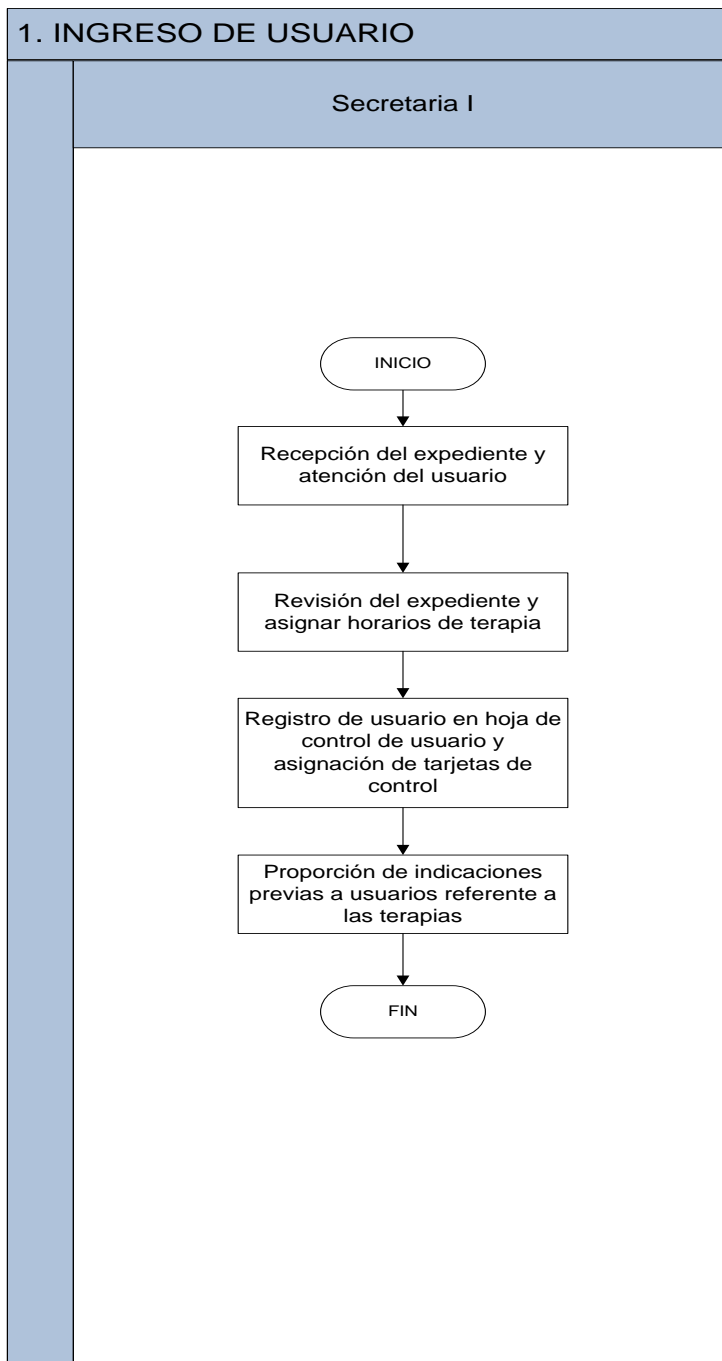 1. INGRESO DE USUARIO
Secretaria I
INICIO
Recepción del expediente y
atención del usuario
Revisión del expediente y
asignar horarios de terapia
Registro de usuario en hoja de
control de usuario y
asignación de tarjetas de
control
Proporción de indicaciones
previas a usuarios referente a
las terapias
FIN